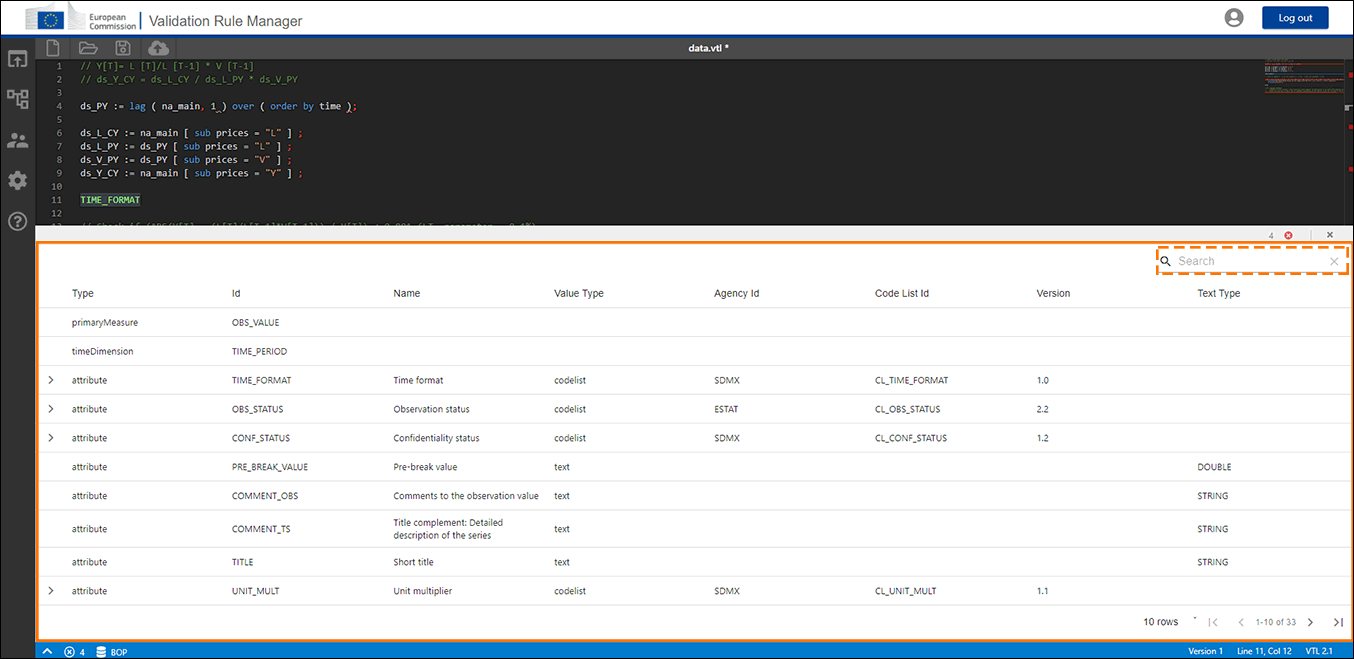 European
Commission
Validation Rule Manager
Log out
data.vtl *
1 // Y[T]= L [T]/L [T-1] * V [T-1]
2 // ds_Y_CY = ds_L_CY / ds_L_PY * ds_V_PY
3
4 ds_PY := lag ( na_main, 1 ) over ( order by time );
5
6 ds_L_CY := na_main [ sub prices = "L" ] ;
7 ds_L_PY := ds_PY [ sub prices = "L" ] ;
8 ds_V_PY := ds_PY [ sub prices = "V" ] ;
9 ds_Y_CY := na_main [ sub prices = "Y" ] ;
10
11 TIME_FORMAT
12
4
Search
Type Id Name Value Type Agency Id Code List Id Version Text Type
primaryMeasure OBS_VALUE
timeDimension TIME_PERIOD
attribute TIME_FORMAT Time format codelist SDMX CL_TIME_FORMAT 1.0
attribute OBS_STATUS Observation status codelist ESTAT CL_OBS_STATUS 2.2
attribute CONF_STATUS Confidentiality status codelist SDMX CL_CONF_STATUS 1.2
attribute PRE_BREAK_VALUE Pre-break value text DOUBLE
attribute COMMENT_OBS Comments to the observation value text STRING
attribute COMMENT_TS Title complement: Detailed
description of the series text STRING
attribute TITLE Short title text STRING
attribute UNIT_MULT Unit multiplier codelist SDMX CL_UNIT_MULT 1.1
10 rows 1-10 of 33
4 BOP Version 1 Line 11, Col 12 VTL 2.1